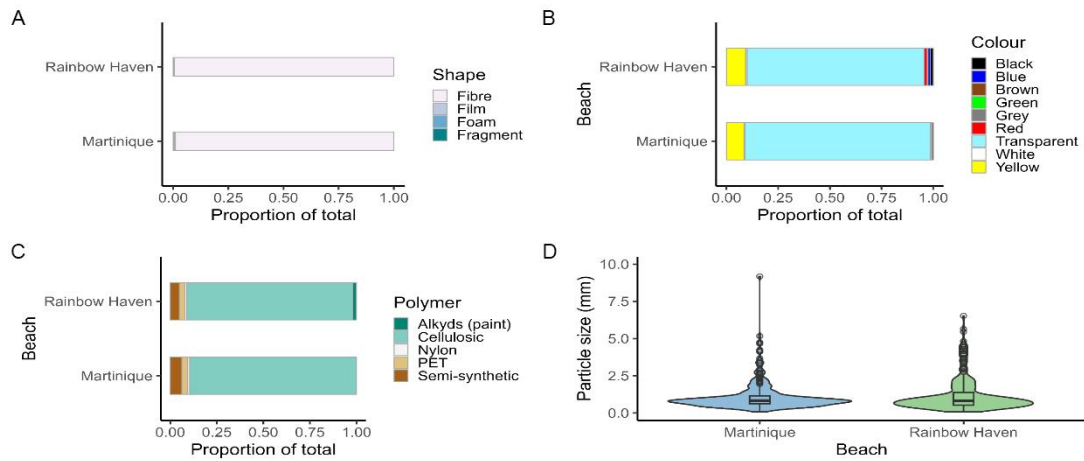 A
Rainbow Haven
Martinique
0.00 0.25 0.50 0.75 1.00
Proportion of total
Shape
Fibre
Film
Foam
Fragment
B
Beach
Rainbow Haven
Martinique
0.00 0.25 0.50 0.75 1.00
Proportion of total
Colour
Black
Blue
Brown
Green
Grey
Red
Transparent
White
Yellow
C
Beach
Rainbow Haven
Martinique
0.00 0.25 0.50 0.75 1.00
Proportion of total
Polymer
Alkyds (paint)
Cellulosic
Nylon
PET
Semi-synthetic
D
Particle size (mm)
10.0
7.5
5.0
2.5
0.0
Martinique Rainbow Haven
Beach